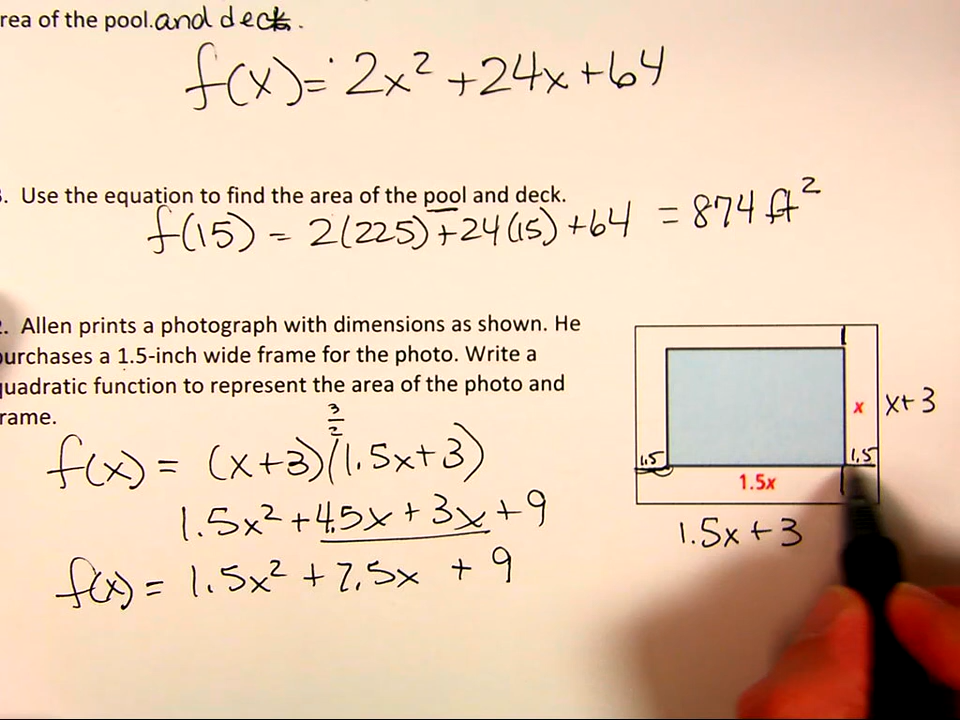 rea of the pool. and deck.
f(x) = 2x² + 24x + 64
3. Use the equation to find the area of the pool and deck.
f(15) = 2(225) + 24(15) + 64 = 874 ft²
2. Allen prints a photograph with dimensions as shown. He
purchases a 1.5-inch wide frame for the photo. Write a
quadratic function to represent the area of the photo and
rame.
3/2
f(x) = (x+3)(1.5x+3)
1.5x² + 4.5x + 3x + 9
f(x) = 1.5x² + 7.5x + 9
x
x+3
1.5
1.5
1.5x
1.5x + 3